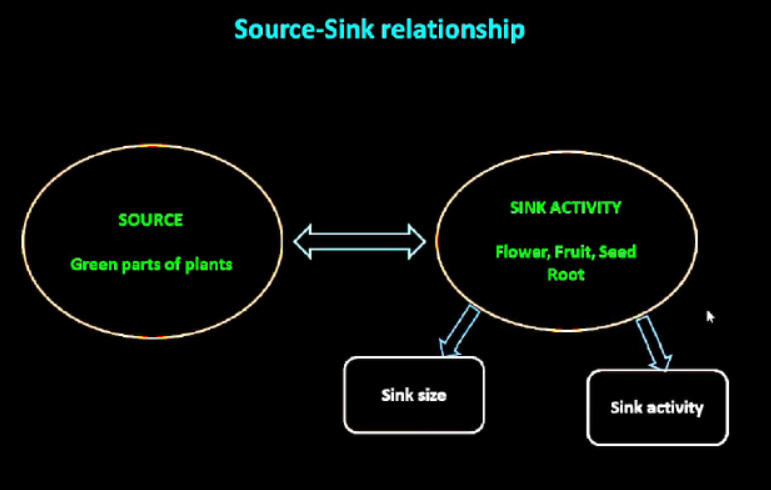 Source-Sink relationship
SOURCE
Green parts of plants
SINK ACTIVITY
Flower, Fruit, Seed
Root
Sink size
Sink activity